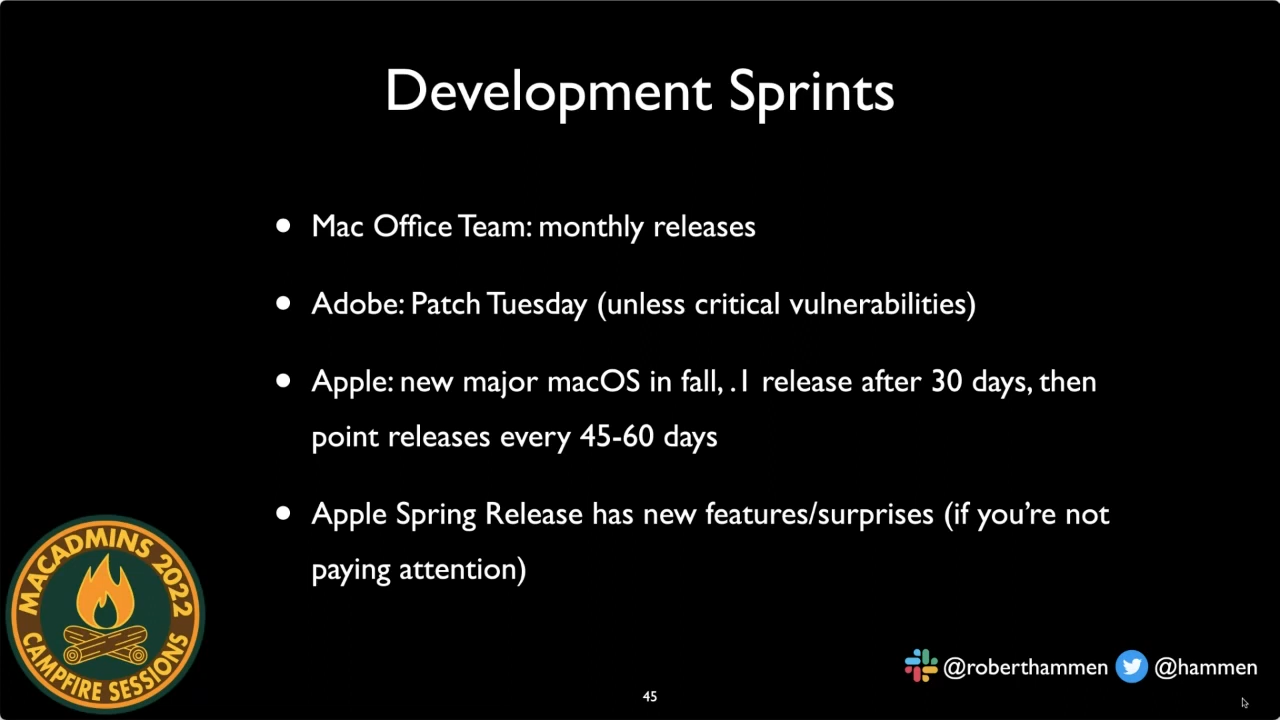 Development Sprints
Mac Office Team: monthly releases
Adobe: Patch Tuesday (unless critical vulnerabilities)
Apple: new major macOS in fall, .1 release after 30 days, then
point releases every 45-60 days
Apple Spring Release has new features/surprises (if you’re not
paying attention)
MACADMINS 2022
CAMPFIRE SESSIONS
@roberthammen @hammen
45